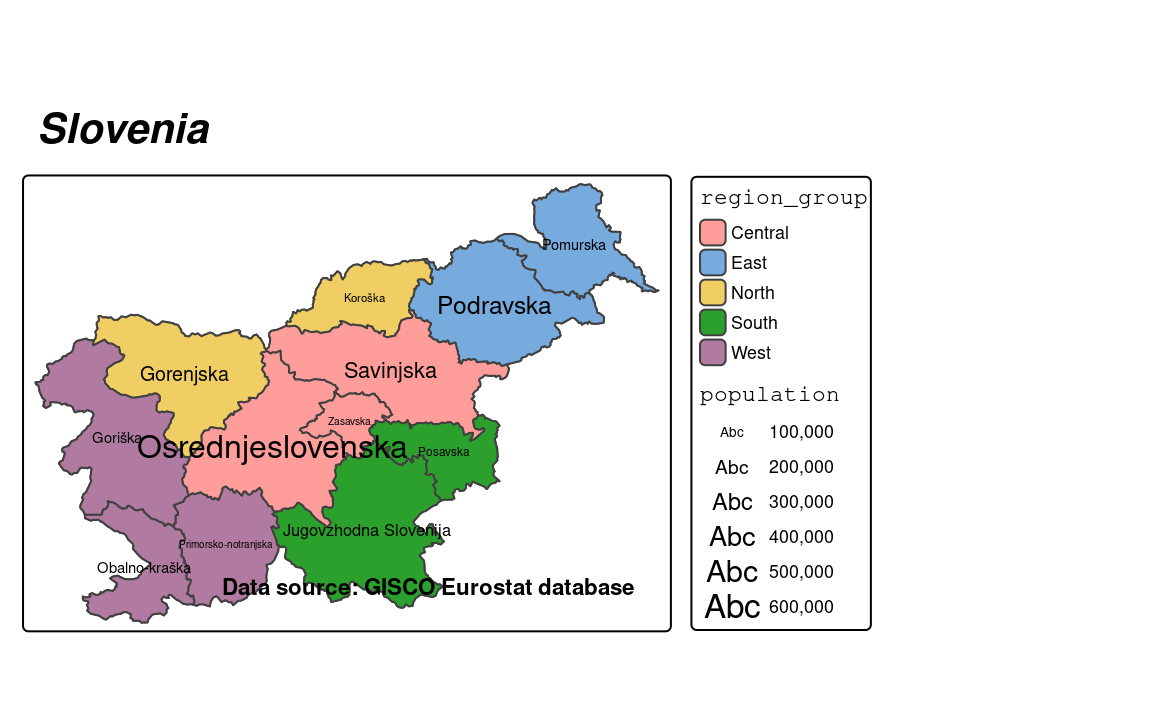 Slovenia
Pomurska
Koroška
Podravska
Gorenjska
Savinjska
Zasavska
Goriška
Osrednjeslovenska
Posavska
Jugovzhodna Slovenija
Primorsko-notranjska
Obalno-kraška
Data source: GISCO Eurostat database
region_group
Central
East
North
South
West
population
Abc 100,000
Abc 200,000
Abc 300,000
Abc 400,000
Abc 500,000
Abc 600,000